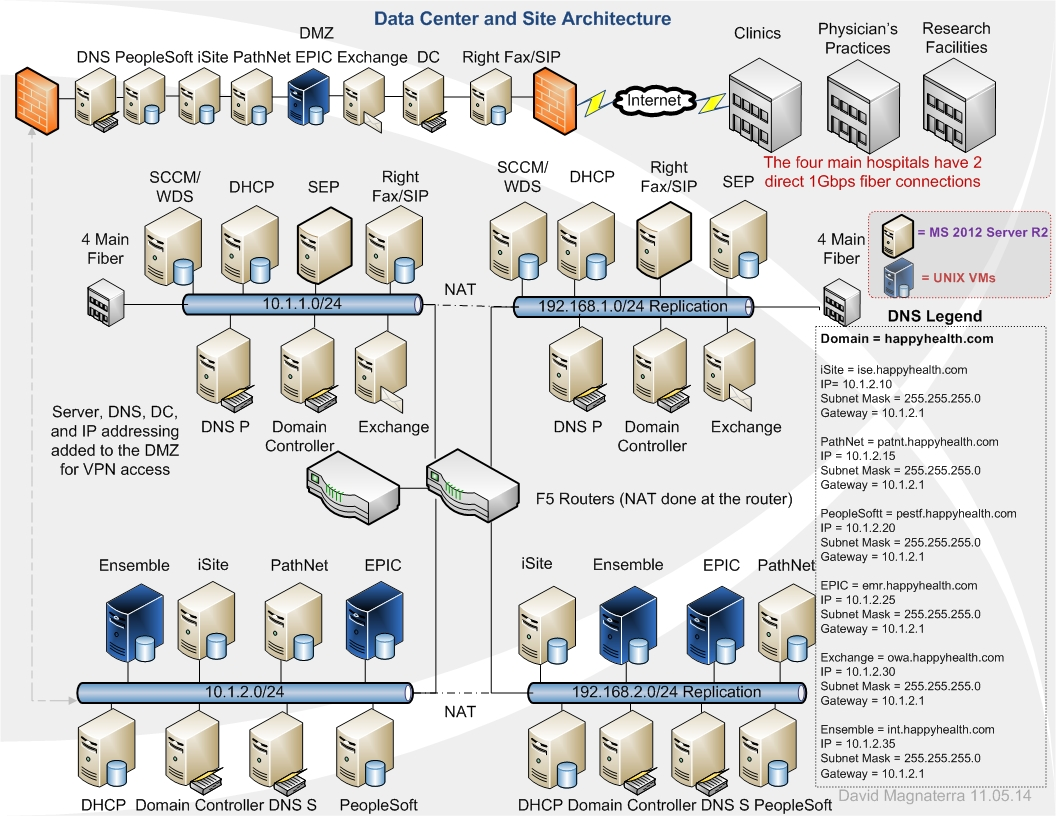 Data Center and Site Architecture
DMZ
DNS PeopleSoft iSite PathNet EPIC Exchange DC Right Fax/SIP
Internet
Clinics
Physician's
Practices
Research
Facilities
The four main hospitals have 2
direct 1Gbps fiber connections
SCCM/
WDS
DHCP
SEP
Right
Fax/SIP
SCCM/
WDS
DHCP
Right
Fax/SIP
SEP
4 Main
Fiber
10.1.1.0/24
NAT
192.168.1.0/24 Replication
4 Main
Fiber
= MS 2012 Server R2
= UNIX VMs
DNS P
Domain
Controller
Exchange
DNS P
Domain
Controller
Exchange
Server, DNS, DC,
and IP addressing
added to the DMZ
for VPN access
F5 Routers (NAT done at the router)
Ensemble
iSite
PathNet
EPIC
iSite
Ensemble
EPIC
PathNet
10.1.2.0/24
NAT
192.168.2.0/24 Replication
DHCP Domain Controller DNS S PeopleSoft
DHCP Domain Controller DNS S PeopleSoft
DNS Legend
Domain = happyhealth.com
iSite = ise.happyhealth.com
IP= 10.1.2.10
Subnet Mask = 255.255.255.0
Gateway = 10.1.2.1
PathNet = patnt.happyhealth.com
IP = 10.1.2.15
Subnet Mask = 255.255.255.0
Gateway = 10.1.2.1
PeopleSoftt = pestf.happyhealth.com
IP = 10.1.2.20
Subnet Mask = 255.255.255.0
Gateway = 10.1.2.1
EPIC = emr.happyhealth.com
IP = 10.1.2.25
Subnet Mask = 255.255.255.0
Gateway = 10.1.2.1
Exchange = owa.happyhealth.com
IP = 10.1.2.30
Subnet Mask = 255.255.255.0
Gateway = 10.1.2.1
Ensemble = int.happyhealth.com
IP = 10.1.2.35
Subnet Mask = 255.255.255.0
Gateway = 10.1.2.1
David Magnaterra 11.05.14